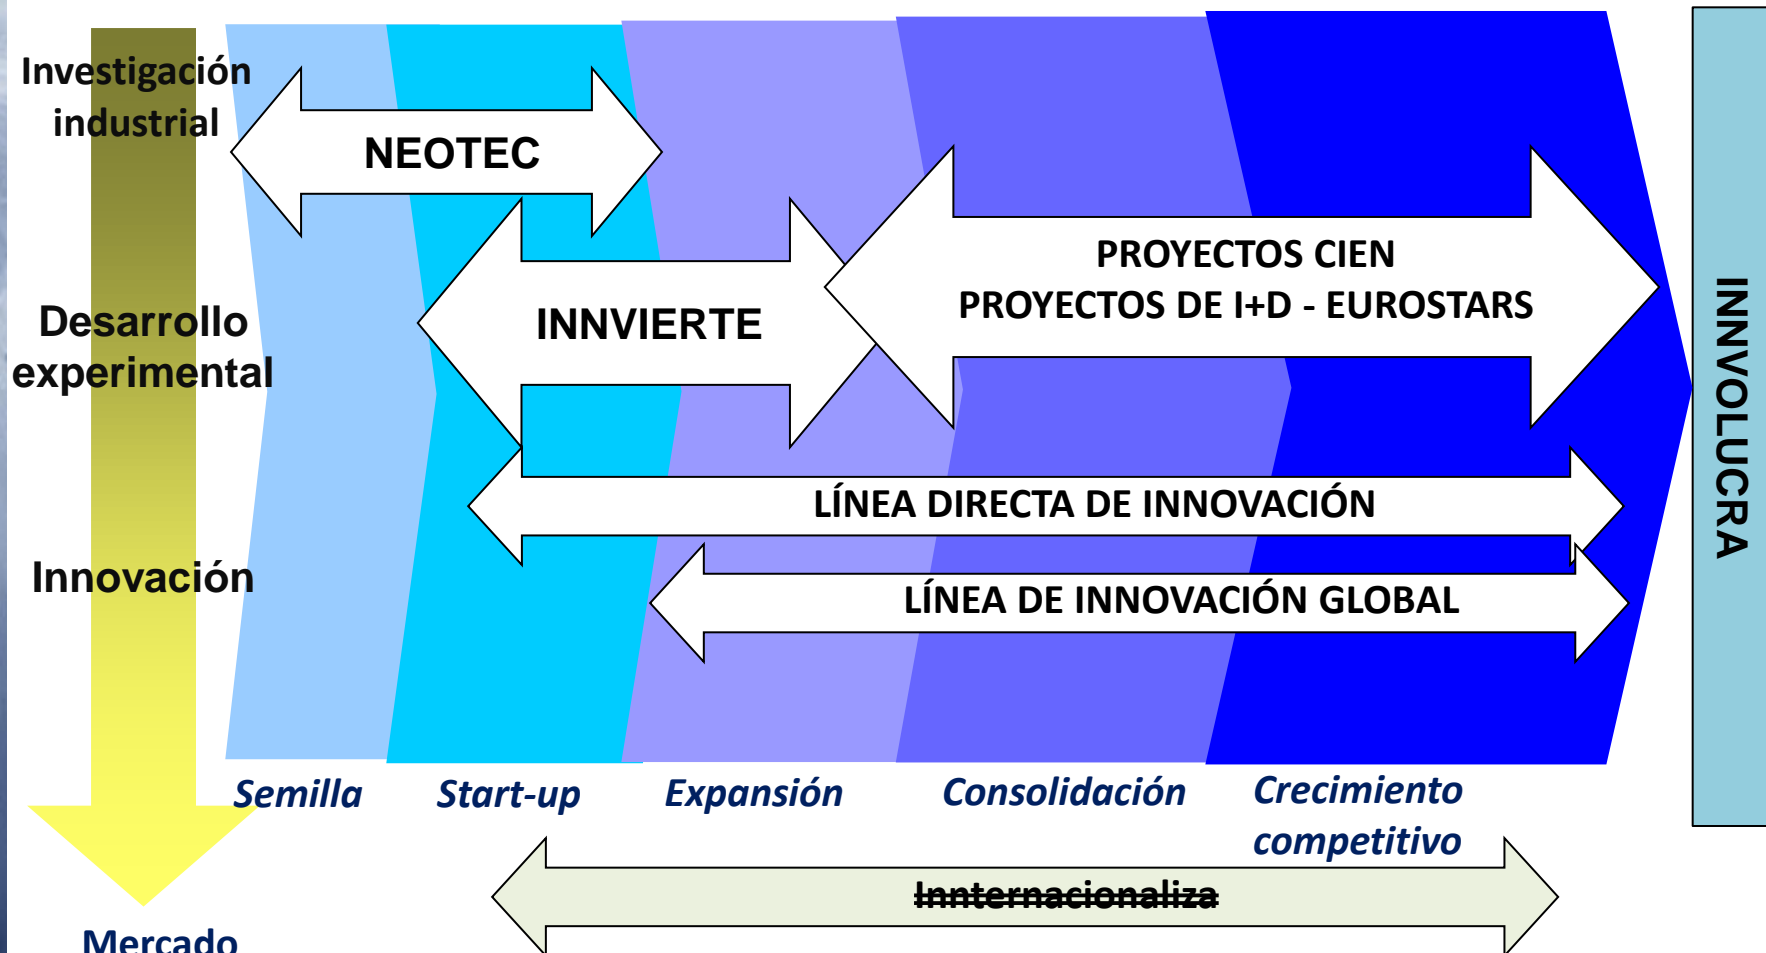 Investigación
industrial
NEOTEC
PROYECTOS CIEN
PROYECTOS DE I+D - EUROSTARS
Desarrollo
experimental
INNVIERTE
INNVOLUCRA
LÍNEA DIRECTA DE INNOVACIÓN
Innovación
LÍNEA DE INNOVACIÓN GLOBAL
Semilla
Start-up
Expansión
Consolidación
Crecimiento
competitivo
Innternacionaliza
Mercado